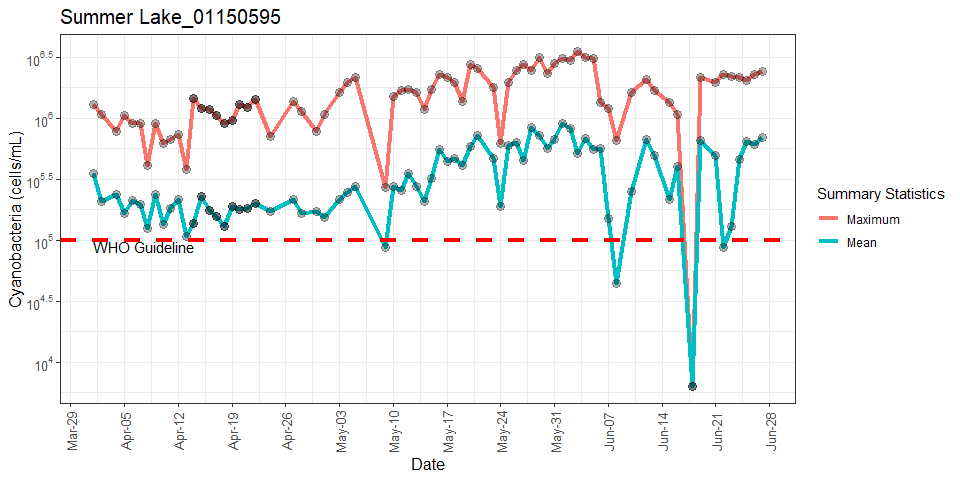 Summer Lake_01150595
Cyanobacteria (cells/mL)
10^6.5
10^6
10^5.5
10^5
10^4.5
10^4
WHO Guideline
Mar-29
Apr-05
Apr-12
Apr-19
Apr-26
May-03
May-10
May-17
May-24
May-31
Jun-07
Jun-14
Jun-21
Jun-28
Date
Summary Statistics
Maximum
Mean